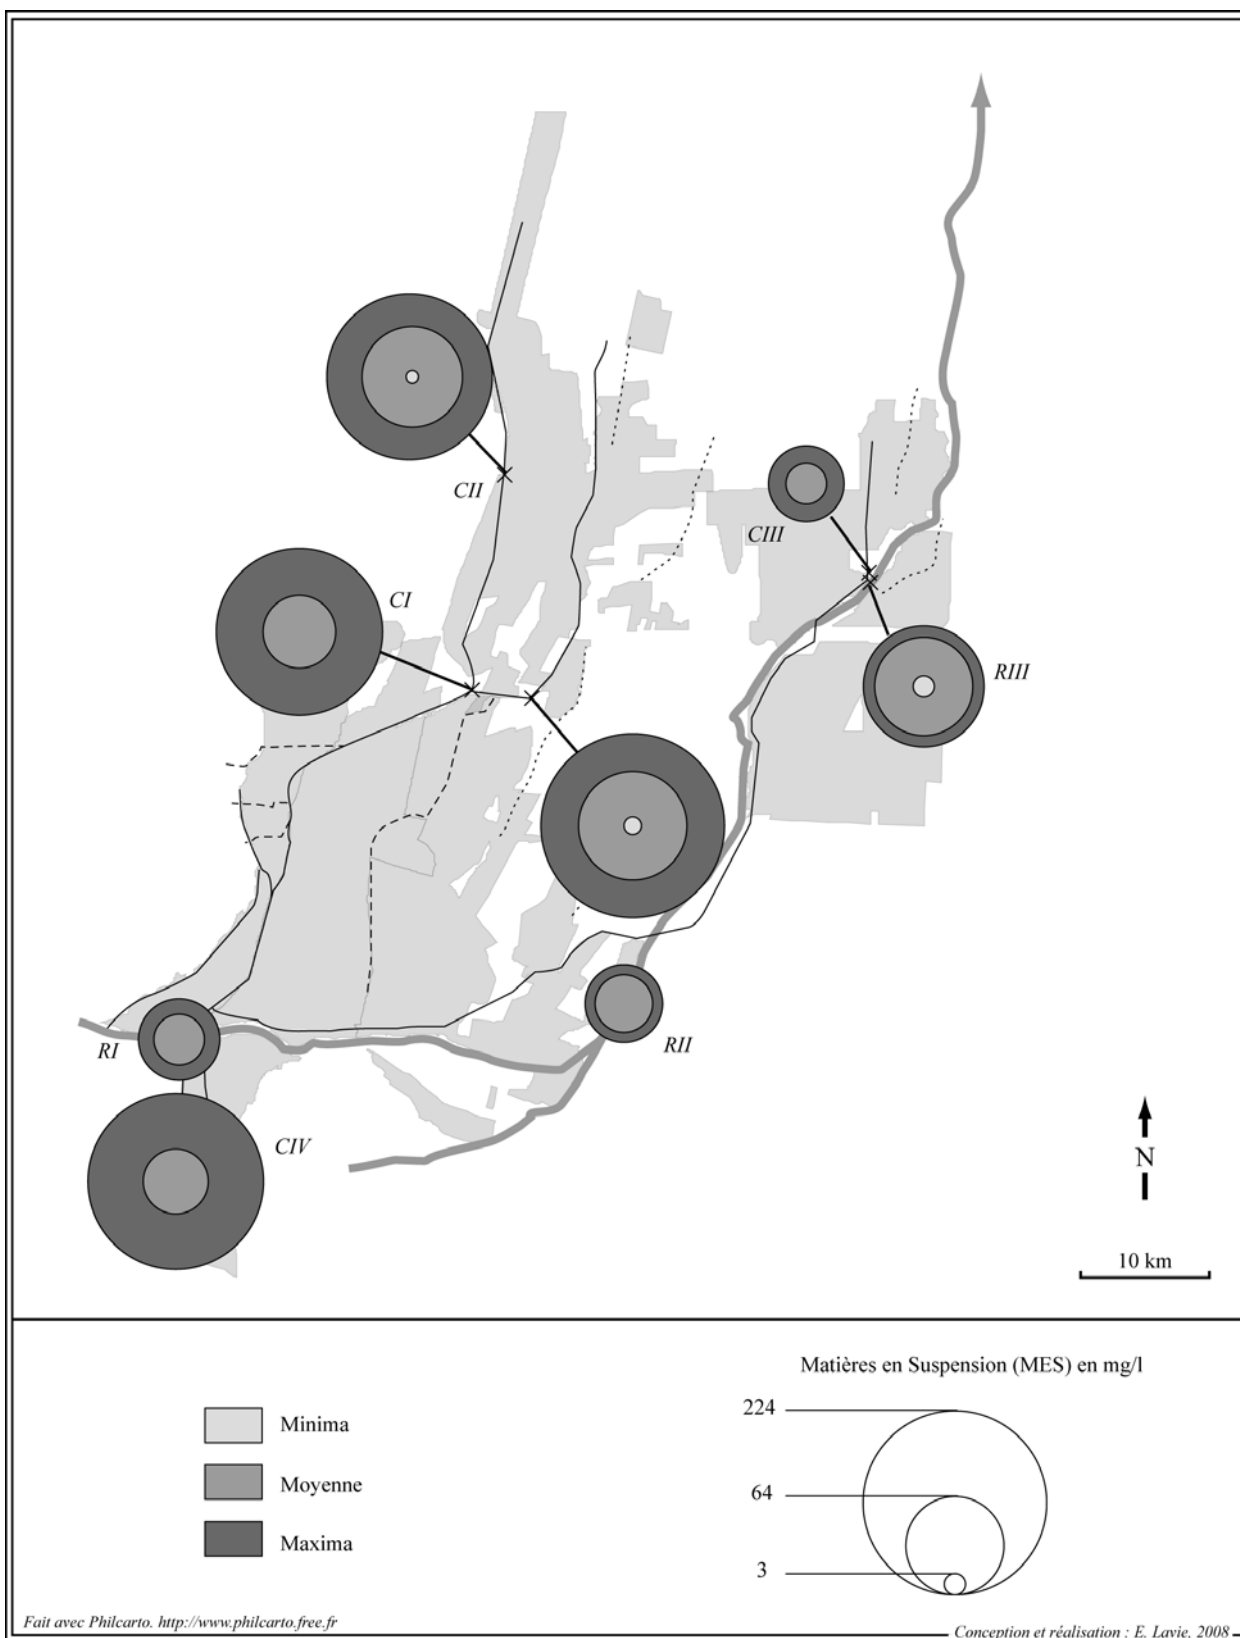 CII
CIII
CI
RIII
RI
RII
CIV
N
10 km
Matières en Suspension (MES) en mg/l
224
64
3
Minima
Moyenne
Maxima
Fait avec Philcarto. http://www.philcarto.free.fr
Conception et réalisation : E. Lavie. 2008